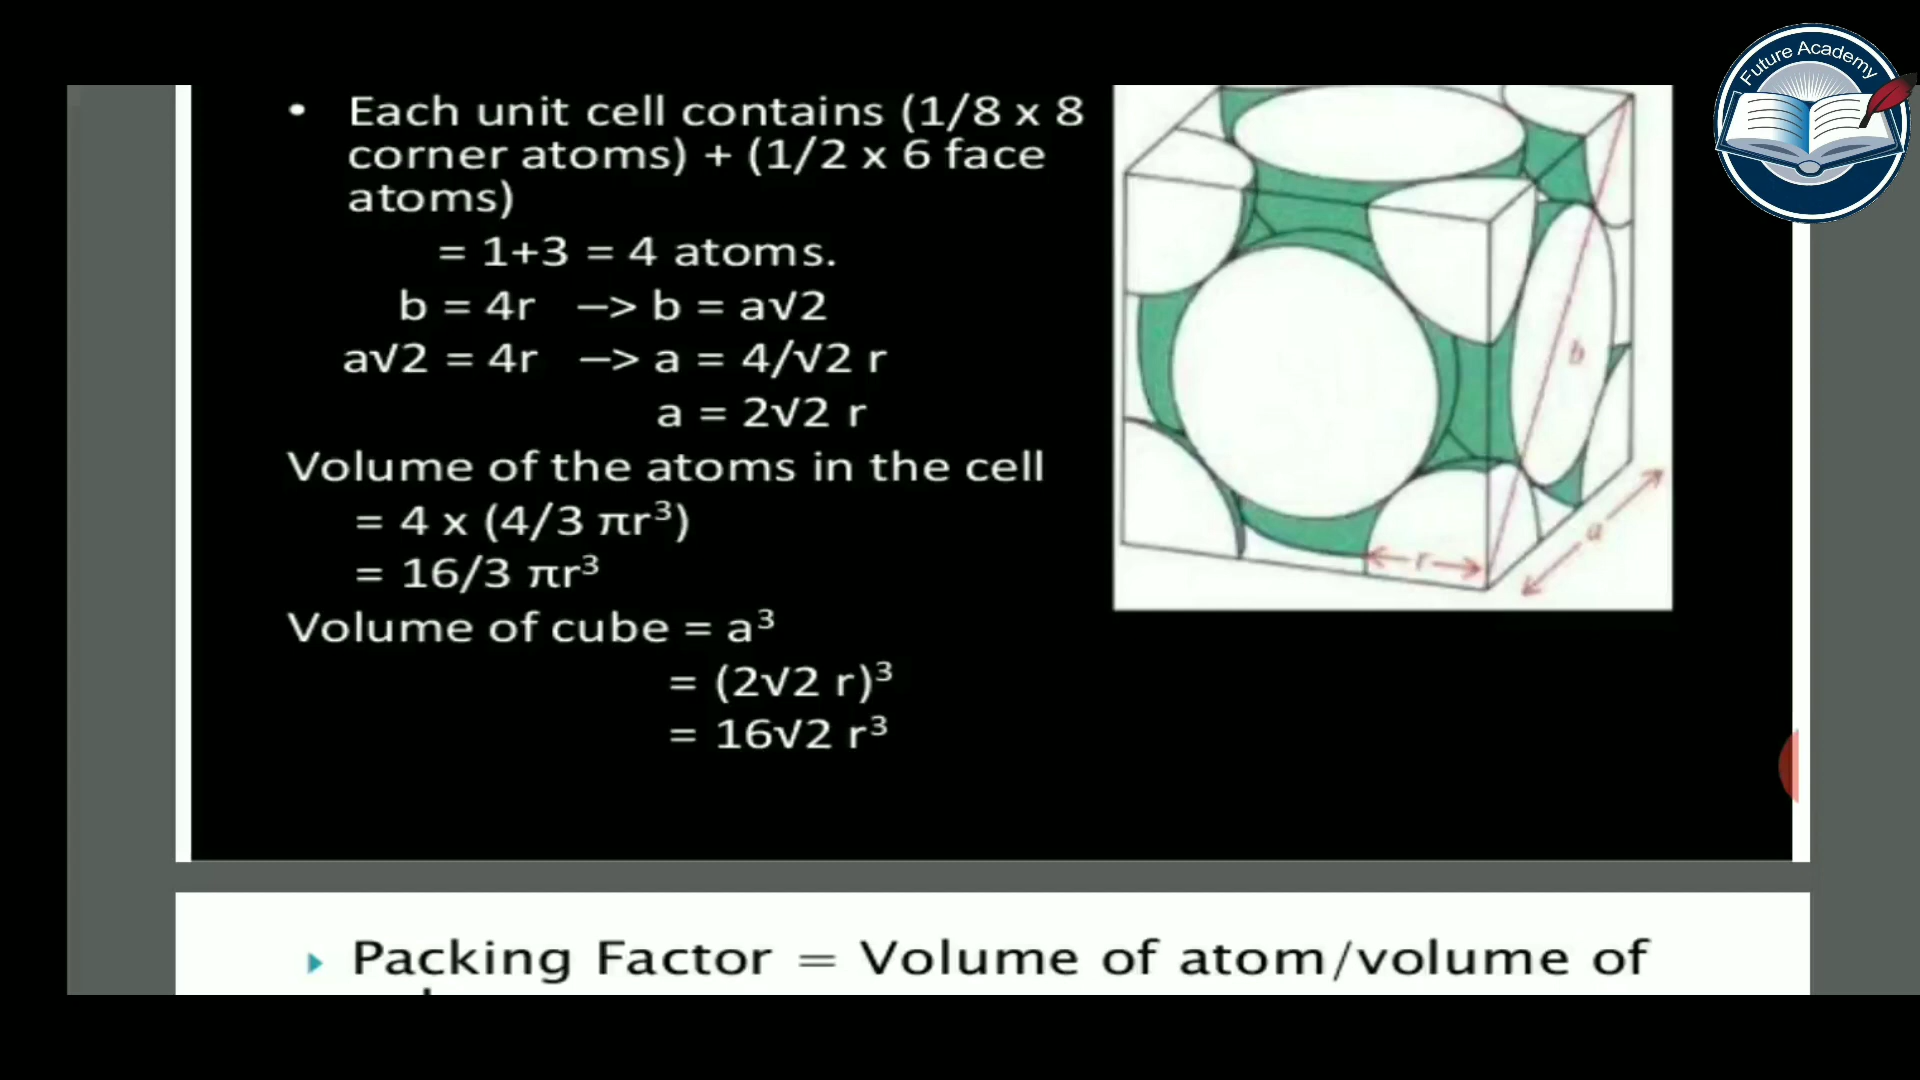 Future Academy
• Each unit cell contains (1/8 x 8
corner atoms) + (1/2 x 6 face
atoms)
= 1+3 = 4 atoms.
b = 4r —> b = a√2
a√2 = 4r —> a = 4/√2 r
a = 2√2 r
Volume of the atoms in the cell
= 4 x (4/3 πr³)
= 16/3 πr³
Volume of cube = a³
= (2√2 r)³
= 16√2 r³
b
a
r
Packing Factor = Volume of atom/volume of